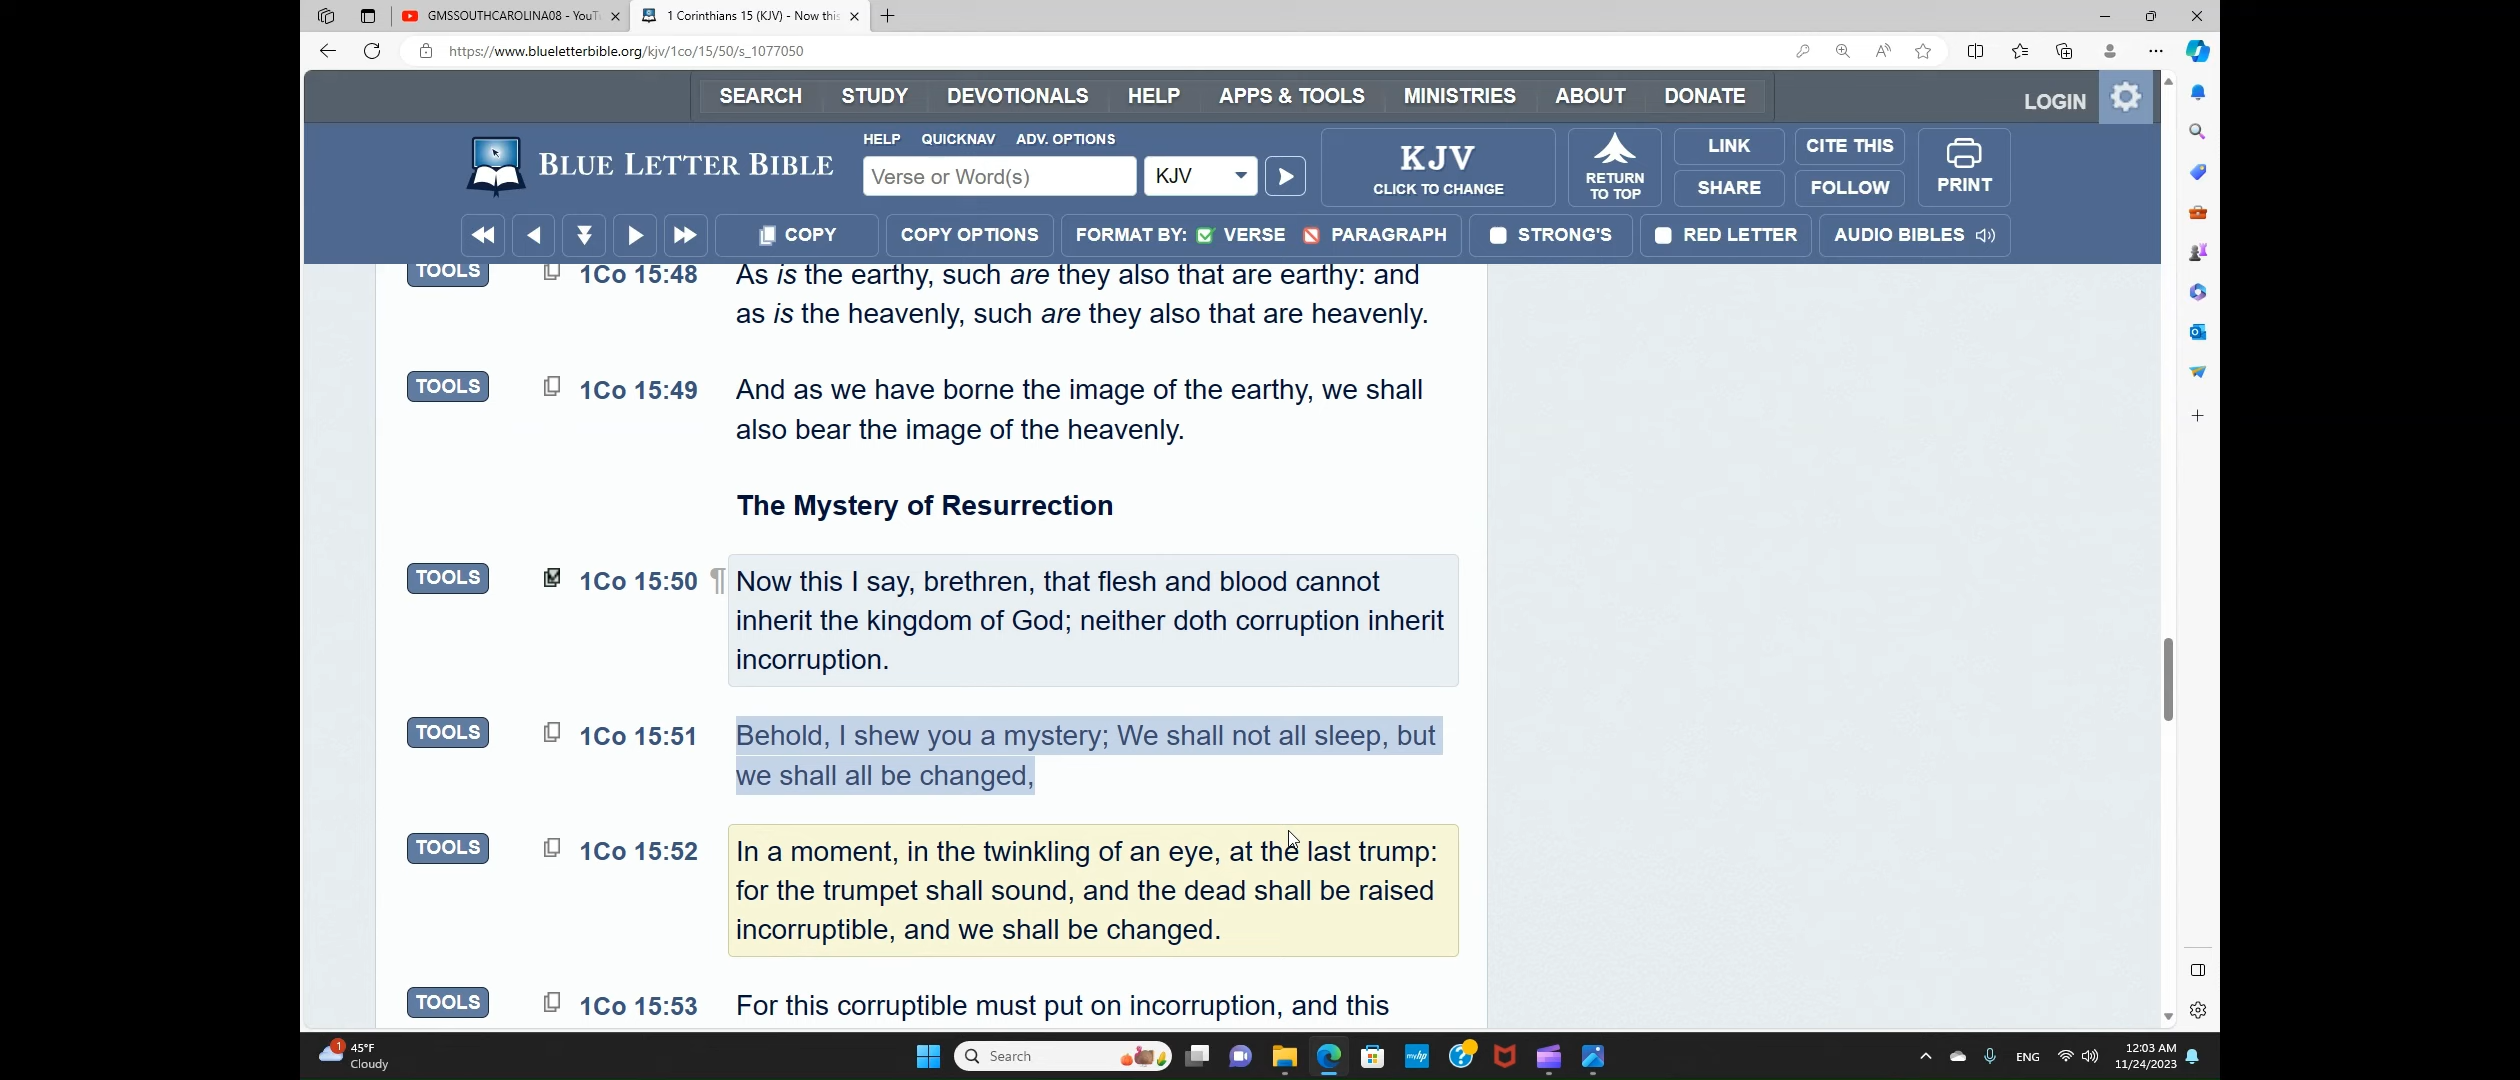 GMSSOUTHCAROLINA08 - YouTu
1 Corinthians 15 (KJV) - Now this
https://www.blueletterbible.org/kjv/1co/15/50/s_1077050
SEARCH STUDY DEVOTIONALS HELP APPS & TOOLS MINISTRIES ABOUT DONATE
LOGIN
BLUE LETTER BIBLE
HELP QUICKNAV ADV. OPTIONS
Verse or Word(s)
KJV
KJV
CLICK TO CHANGE
RETURN
TO TOP
LINK
CITE THIS
SHARE
FOLLOW
PRINT
COPY
COPY OPTIONS
FORMAT BY: VERSE PARAGRAPH
STRONG'S
RED LETTER
AUDIO BIBLES
TOOLS 1Co 15:48 As is the earthy, such are they also that are earthy: and
as is the heavenly, such are they also that are heavenly.
TOOLS 1Co 15:49 And as we have borne the image of the earthy, we shall
also bear the image of the heavenly.
The Mystery of Resurrection
TOOLS 1Co 15:50 ¶ Now this I say, brethren, that flesh and blood cannot
inherit the kingdom of God; neither doth corruption inherit
incorruption.
TOOLS 1Co 15:51 Behold, I shew you a mystery; We shall not all sleep, but
we shall all be changed,
TOOLS 1Co 15:52 In a moment, in the twinkling of an eye, at the last trump:
for the trumpet shall sound, and the dead shall be raised
incorruptible, and we shall be changed.
TOOLS 1Co 15:53 For this corruptible must put on incorruption, and this
1
45°F
Cloudy
Search
myhp
ENG
12:03 AM
11/24/2023